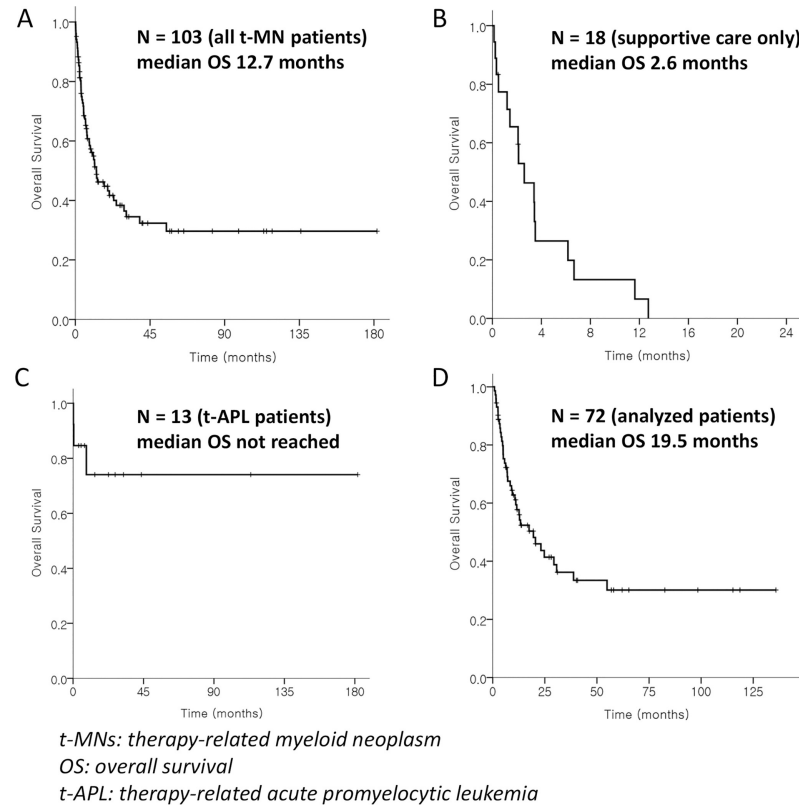 A
N = 103 (all t-MN patients)
median OS 12.7 months
Overall Survival
1.0
0.8
0.6
0.4
0.2
0.0
0 45 90 135 180
Time (months)
B
N = 18 (supportive care only)
median OS 2.6 months
Overall Survival
1.0
0.8
0.6
0.4
0.2
0.0
0 4 8 12 16 20 24
Time (months)
C
N = 13 (t-APL patients)
median OS not reached
Overall Survival
1.0
0.8
0.6
0.4
0.2
0.0
0 45 90 135 180
Time (months)
D
N = 72 (analyzed patients)
median OS 19.5 months
Overall Survival
1.0
0.8
0.6
0.4
0.2
0.0
0 25 50 75 100 125
Time (months)
t-MNs: therapy-related myeloid neoplasm
OS: overall survival
t-APL: therapy-related acute promyelocytic leukemia